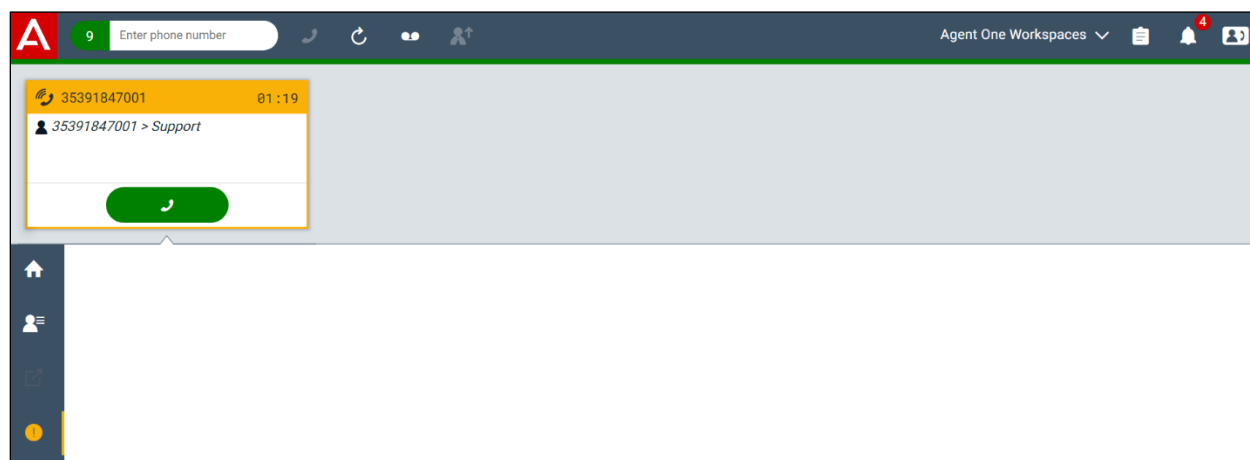 9 Enter phone number Agent One Workspaces 4
35391847001 01:19
35391847001 > Support